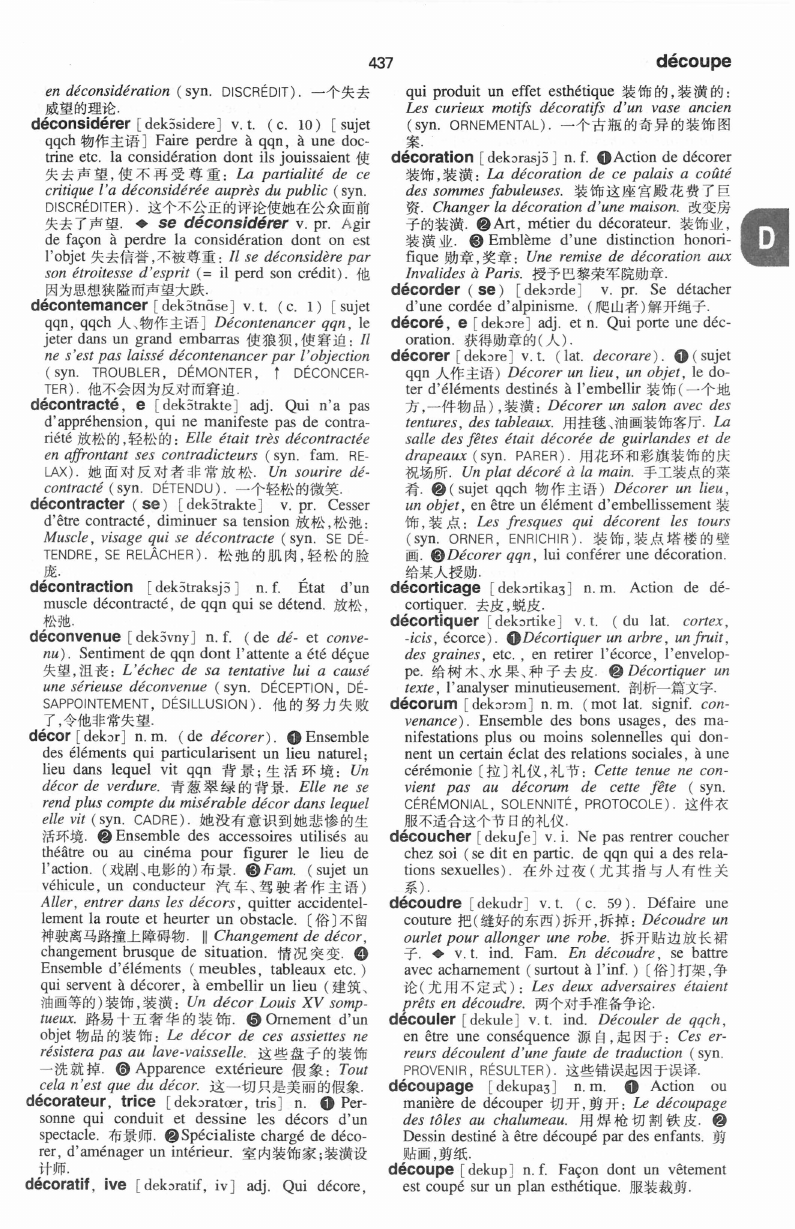 437
découpe
en déconsidération ( syn. DISCRÉDIT). 一个失去
威望的理论.
déconsidérer [dekɔ̃sidere] v. t. ( c. 10) [ sujet
qqch 物作主语] Faire perdre à qqn, à une doc-
trine etc. la considération dont ils jouissaient 使
失去声望,使不再受尊重: La partialité de ce
critique l'a déconsidérée auprès du public ( syn.
DISCRÉDITER). 这个不公正的评论使她在公众面前
失去了声望. ◆ se déconsidérer v. pr. Agir
de façon à perdre la considération dont on est
l'objet 失去信誉,不被尊重: Il se déconsidère par
son étroitesse d'esprit (= il perd son crédit). 他
因为思想狭隘而声望大跌.
décontemancer [dekɔ̃tnɑ̃se] v. t. ( c. 1) [ sujet
qqn, qqch 人、物作主语] Décontenancer qqn, le
jeter dans un grand embarras 使狼狈,使窘迫: Il
ne s'est pas laissé décontenancer par l'objection
( syn. TROUBLER, DÉMONTER, ↑ DÉCONCER-
TER). 他不会因为反对而窘迫.
décontracté, e [dekɔ̃trakte] adj. Qui n'a pas
d'appréhension, qui ne manifeste pas de contra-
riété 放松的,轻松的: Elle était très décontractée
en affrontant ses contradicteurs ( syn. fam. RE-
LAX). 她面对反对者非常放松. Un sourire dé-
contracté ( syn. DÉTENDU). 一个轻松的微笑.
décontracter ( se) [dekɔ̃trakte] v. pr. Cesser
d'être contracté, diminuer sa tension 放松,松弛:
Muscle, visage qui se décontracte ( syn. SE DÉ-
TENDRE, SE RELÂCHER). 松弛的肌肉,轻松的脸
庞.
décontraction [dekɔ̃traksjɔ̃] n. f. État d'un
muscle décontracté, de qqn qui se détend. 放松,
松弛.
déconvenue [dekɔ̃vny] n. f. ( de dé- et conve-
nu). Sentiment de qqn dont l'attente a été déçue
失望,沮丧: L'échec de sa tentative lui a causé
une sérieuse déconvenue ( syn. DÉCEPTION, DÉ-
SAPPOINTEMENT, DÉSILLUSION). 他的努力失败
了,令他非常失望.
décor [dekɔr] n. m. ( de décorer). ❶Ensemble
des éléments qui particularisent un lieu naturel;
lieu dans lequel vit qqn 背景;生活环境: Un
décor de verdure. 青葱翠绿的背景. Elle ne se
rend plus compte du misérable décor dans lequel
elle vit ( syn. CADRE). 她没有意识到她悲惨的生
活环境. ❷Ensemble des accessoires utilisés au
théâtre ou au cinéma pour figurer le lieu de
l'action. (戏剧、电影的)布景. ❸Fam. ( sujet un
véhicule, un conducteur 汽车、驾驶者作主语)
Aller, entrer dans les décors, quitter accidentel-
lement la route et heurter un obstacle. 〔俗〕不留
神驶离马路撞上障碍物. ‖ Changement de décor,
changement brusque de situation. 情况突变. ❹
Ensemble d'éléments ( meubles, tableaux etc. )
qui servent à décorer, à embellir un lieu (建筑、
油画等的)装饰,装潢: Un décor Louis XV somp-
tueux. 路易十五奢华的装饰. ❺ Ornement d'un
objet 物品的装饰: Le décor de ces assiettes ne
résistera pas au lave-vaisselle. 这些盘子的装饰
一洗就掉. ❻ Apparence extérieure 假象: Tout
cela n'est que du décor. 这一切只是美丽的假象.
décorateur, trice [dekɔratœr, tris] n. ❶ Per-
sonne qui conduit et dessine les décors d'un
spectacle. 布景师. ❷Spécialiste chargé de déco-
rer, d'aménager un intérieur. 室内装饰家;装潢设
计师.
décoratif, ive [dekɔratif, iv] adj. Qui décore,
qui produit un effet esthétique 装饰的,装潢的:
Les curieux motifs décoratifs d'un vase ancien
( syn. ORNEMENTAL). 一个古瓶的奇异的装饰图
案.
décoration [dekɔrasjɔ̃] n. f. ❶Action de décorer
装饰,装潢: La décoration de ce palais a coûté
des sommes fabuleuses. 装饰这座宫殿花费了巨
资. Changer la décoration d'une maison. 改变房
子的装潢. ❷Art, métier du décorateur. 装饰业,
装潢业. ❸ Emblème d'une distinction honori-
fique 勋章,奖章: Une remise de décoration aux
Invalides à Paris. 授予巴黎荣军院勋章.
D
décorder ( se) [dekɔrde] v. pr. Se détacher
d'une cordée d'alpinisme. (爬山者)解开绳子.
décoré, e [dekɔre] adj. et n. Qui porte une déc-
oration. 获得勋章的(人).
décorer [dekɔre] v. t. ( lat. decorare). ❶( sujet
qqn 人作主语) Décorer un lieu, un objet, le do-
ter d'éléments destinés à l'embellir 装饰(一个地
方,一件物品),装潢: Décorer un salon avec des
tentures, des tableaux. 用挂毯、油画装饰客厅. La
salle des fêtes était décorée de guirlandes et de
drapeaux ( syn. PARER). 用花环和彩旗装饰的庆
祝场所. Un plat décoré à la main. 手工装点的菜
肴. ❷( sujet qqch 物作主语) Décorer un lieu,
un objet, en être un élément d'embellissement 装
饰,装点: Les fresques qui décorent les tours
( syn. ORNER, ENRICHIR). 装饰,装点塔楼的壁
画. ❸Décorer qqn, lui conférer une décoration.
给某人授勋.
décorticage [dekɔrtikaʒ] n. m. Action de dé-
cortiquer. 去皮,蜕皮.
décortiquer [dekɔrtike] v. t. ( du lat. cortex,
-icis, écorce). ❶Décortiquer un arbre, un fruit,
des graines, etc. , en retirer l'écorce, l'envelop-
pe. 给树木、水果、种子去皮. ❷ Décortiquer un
texte, l'analyser minutieusement. 剖析一篇文字.
décorum [dekɔrɔm] n. m. ( mot lat. signif. con-
venance). Ensemble des bons usages, des ma-
nifestations plus ou moins solennelles qui don-
nent un certain éclat des relations sociales, à une
cérémonie [拉]礼仪,礼节: Cette tenue ne con-
vient pas au décorum de cette fête ( syn.
CÉRÉMONIAL, SOLENNITÉ, PROTOCOLE). 这件衣
服不适合这个节日的礼仪.
découcher [dekuʃe] v. i. Ne pas rentrer coucher
chez soi ( se dit en partic. de qqn qui a des rela-
tions sexuelles). 在外过夜(尤其指与人有性关
系).
découdre [dekudr] v. t. ( c. 59). Défaire une
couture 把(缝好的东西)拆开,拆掉: Découdre un
ourlet pour allonger une robe. 拆开贴边放长裙
子. ◆ v. t. ind. Fam. En découdre, se battre
avec acharnement ( surtout à l'inf. ) [俗]打架,争
论(尤用不定式): Les deux adversaires étaient
prêts en découdre. 两个对手准备争论.
découler [dekule] v. t. ind. Découler de qqch,
en être une conséquence 源自,起因于: Ces er-
reurs découlent d'une faute de traduction ( syn.
PROVENIR, RÉSULTER). 这些错误起因于误译.
découpage [dekupaʒ] n. m. ❶ Action ou
manière de découper 切开,剪开: Le découpage
des tôles au chalumeau. 用焊枪切割铁皮. ❷
Dessin destiné à être découpé par des enfants. 剪
贴画,剪纸.
découpe [dekup] n. f. Façon dont un vêtement
est coupé sur un plan esthétique. 服装裁剪.